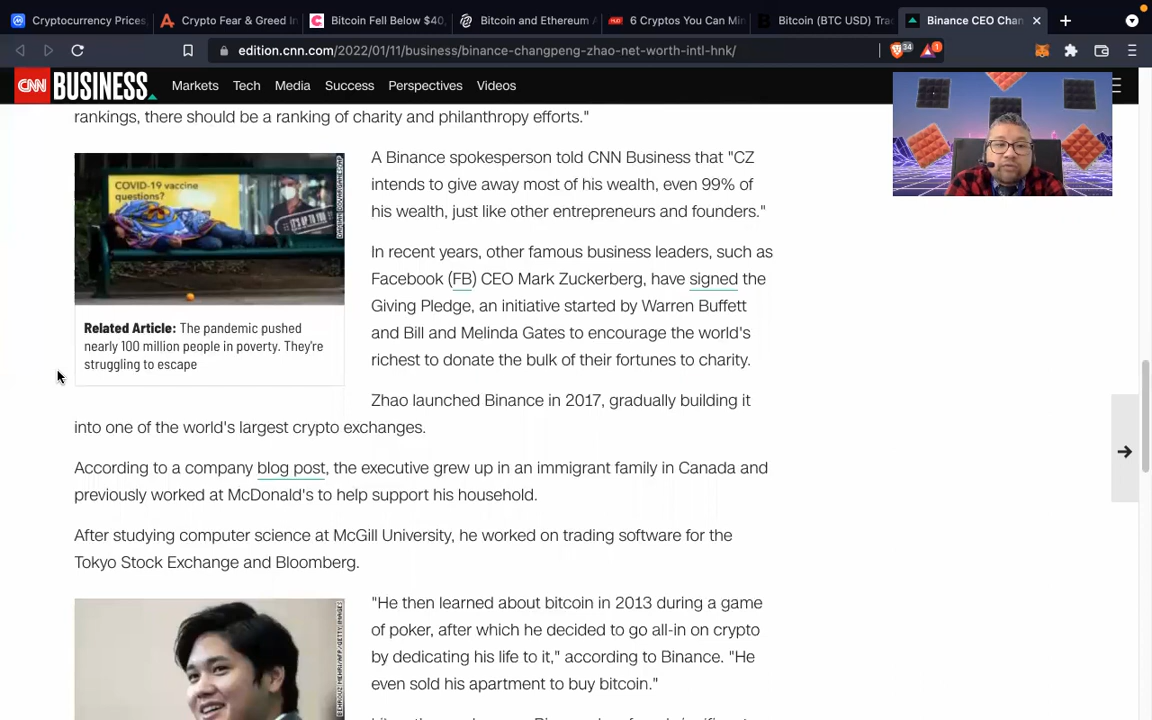 Cryptocurrency Prices,
Crypto Fear & Greed In
Bitcoin Fell Below $40,
Bitcoin and Ethereum A
6 Cryptos You Can Min
Bitcoin (BTC USD) Tra
Binance CEO Chan
edition.cnn.com/2022/01/11/business/binance-changpeng-zhao-net-worth-intl-hnk/
34
1
CNN BUSINESS
Markets Tech Media Success Perspectives Videos
rankings, there should be a ranking of charity and philanthropy efforts."
COVID-19 vaccine
questions?
A Binance spokesperson told CNN Business that "CZ
intends to give away most of his wealth, even 99% of
his wealth, just like other entrepreneurs and founders."
In recent years, other famous business leaders, such as
Facebook (FB) CEO Mark Zuckerberg, have signed the
Giving Pledge, an initiative started by Warren Buffett
and Bill and Melinda Gates to encourage the world's
richest to donate the bulk of their fortunes to charity.
Related Article: The pandemic pushed
nearly 100 million people in poverty. They're
struggling to escape
Zhao launched Binance in 2017, gradually building it
into one of the world's largest crypto exchanges.
According to a company blog post, the executive grew up in an immigrant family in Canada and
previously worked at McDonald's to help support his household.
After studying computer science at McGill University, he worked on trading software for the
Tokyo Stock Exchange and Bloomberg.
"He then learned about bitcoin in 2013 during a game
of poker, after which he decided to go all-in on crypto
by dedicating his life to it," according to Binance. "He
even sold his apartment to buy bitcoin."